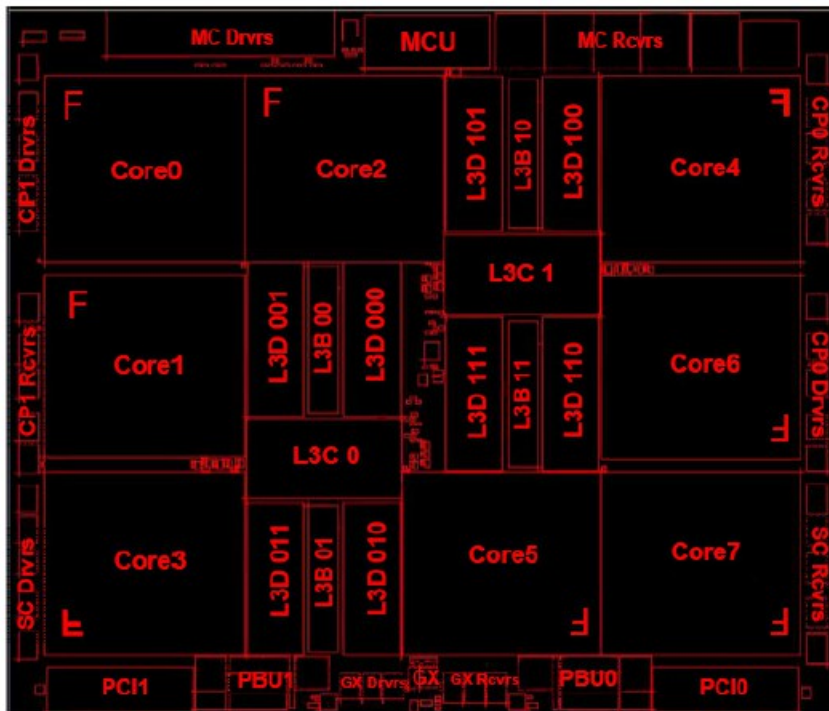 MC Drvrs
MCU
MC Rcvrs
F
F
F
CP1 Drvrs
Core0
Core2
L3D 101
L3B 10
L3D 100
Core4
CP0 Rcvrs
L3C 1
F
CP1 Rcvrs
Core1
L3D 001
L3B 00
L3D 000
L3D 111
L3B 11
L3D 110
Core6
CP0 Drvrs
F
L3C 0
SC Drvrs
Core3
L3D 011
L3B 01
L3D 010
Core5
Core7
SC Rcvrs
F
F
F
PCI1
PBU1
GX Drvrs
GX
GX Rcvrs
PBU0
PCI0